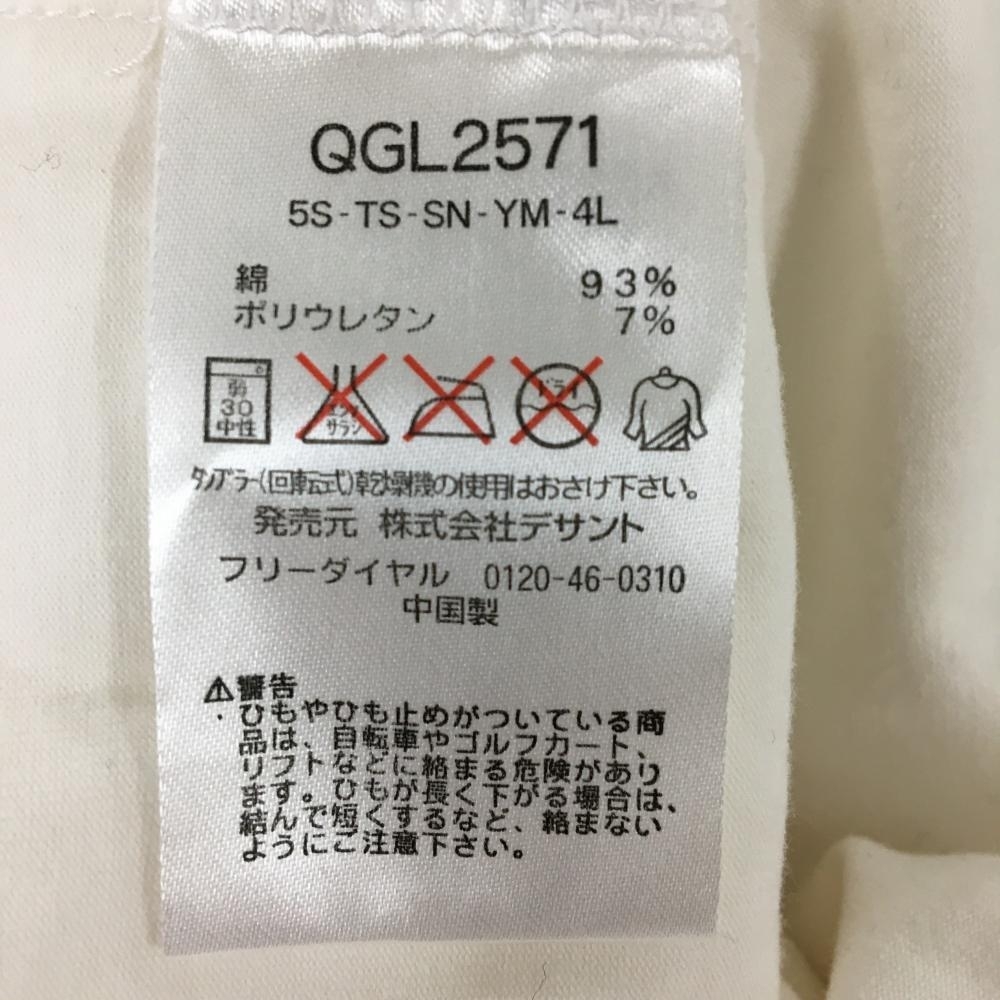 QGL2571
5S-TS-SN-YM-4L
綿 93%
ポリウレタン 7%
弱
30
中性
エンソ
サラシ
ドライ
タンブラー(回転式)乾燥機の使用はおさけ下さい。
発売元 株式会社デサント
フリーダイヤル 0120-46-0310
中国製
⚠警告
・ひもやひも止めがついている商
品は、自転車やゴルフカート、
リフトなどに絡まる危険があり
ます。ひもが長く下がる場合は、
結んで短くするなど、絡まない
ようにご注意下さい。